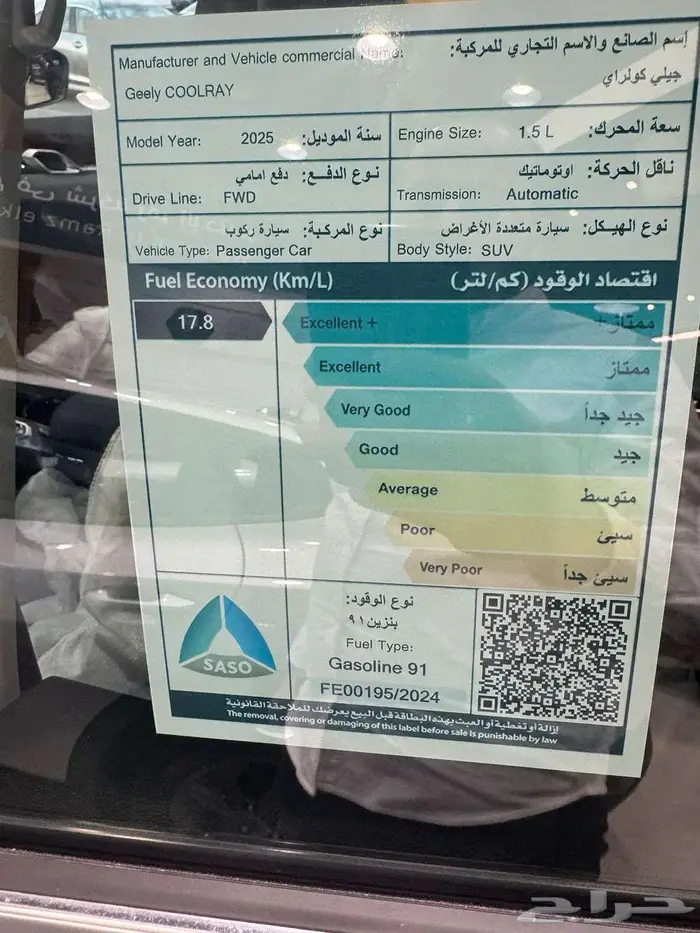 إسم الصانع والاسم التجاري للمركبة:
Manufacturer and Vehicle commercial Name:
جيلي كولراي
Geely COOLRAY
Model Year: 2025 سنة الموديل:
Engine Size: 1.5 L سعة المحرك:
نوع الدفع: دفع امامي
Drive Line: FWD
ناقل الحركة: اوتوماتيك
Transmission: Automatic
نوع المركبة: سيارة ركوب
Vehicle Type: Passenger Car
نوع الهيكل: سيارة متعددة الأغراض
Body Style: SUV
Fuel Economy (Km/L) اقتصاد الوقود (كم/لتر)
17.8
Excellent + ممتاز+
Excellent ممتاز
Very Good جيد جداً
Good جيد
Average متوسط
Poor سيئ
Very Poor سيئ جداً
SASO
نوع الوقود:
بنزين ٩١
Fuel Type:
Gasoline 91
FE00195/2024
إزالة أو تغطية أو العبث بهذه البطاقة قبل البيع يعرضك للملاحقة القانونية
The removal, covering or damaging of this label before sale is punishable by law
حراج